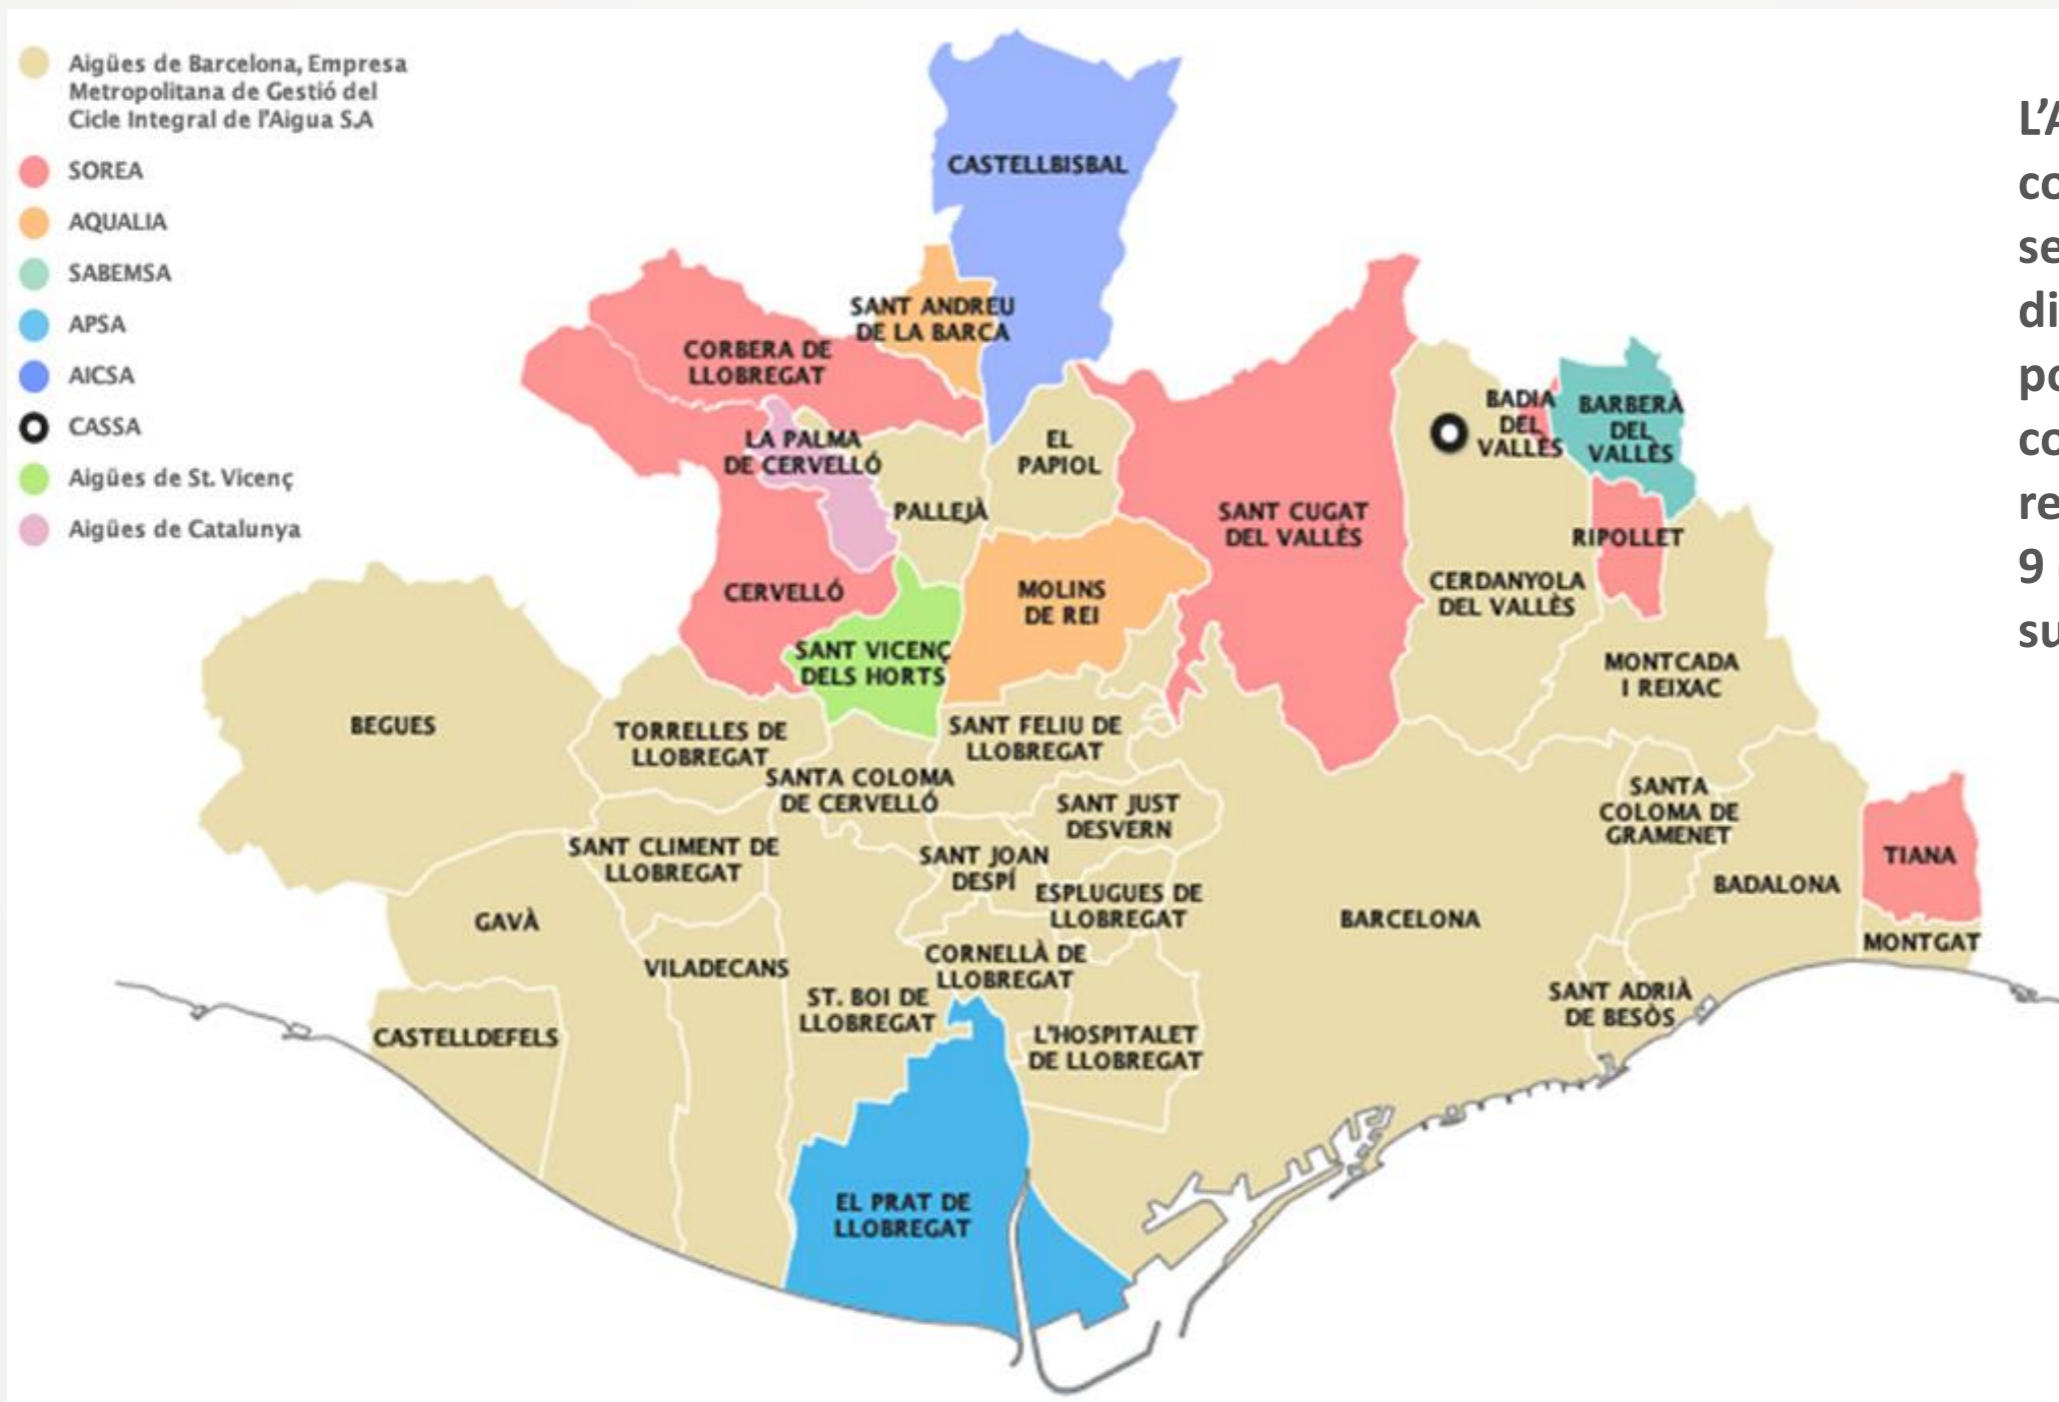 Aigües de Barcelona, Empresa
Metropolitana de Gestió del
Cicle Integral de l'Aigua S.A
SOREA
AQUALIA
SABEMSA
APSA
AICSA
CASSA
Aigües de St. Vicenç
Aigües de Catalunya
CASTELLBISBAL
SANT ANDREU
DE LA BARCA
CORBERA DE
LLOBREGAT
LA PALMA
DE CERVELLÓ
EL
PAPIOL
PALLEJÀ
SANT CUGAT
DEL VALLÈS
BADIA
DEL
VALLÈS
BARBERÀ
DEL
VALLÈS
RIPOLLET
CERDANYOLA
DEL VALLÈS
CERVELLÓ
MOLINS
DE REI
SANT VICENÇ
DELS HORTS
MONTCADA
I REIXAC
BEGUES
TORRELLES DE
LLOBREGAT
SANT FELIU DE
LLOBREGAT
SANTA COLOMA
DE CERVELLÓ
SANT JUST
DESVERN
SANTA
COLOMA DE
GRAMENET
SANT CLIMENT DE
LLOBREGAT
SANT JOAN
DESPÍ
TIANA
BADALONA
ESPLUGUES DE
LLOBREGAT
GAVÀ
BARCELONA
MONTGAT
VILADECANS
CORNELLÀ DE
LLOBREGAT
ST. BOI DE
LLOBREGAT
SANT ADRIÀ
DE BESÒS
CASTELLDEFELS
L'HOSPITALET
DE LLOBREGAT
EL PRAT DE
LLOBREGAT
L'A
co
se
di
po
co
re
9
su